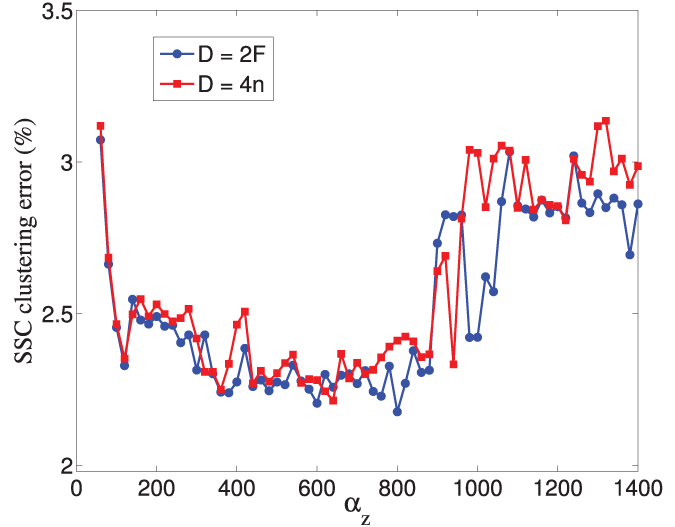 3.5
D = 2F
D = 4n
3
2.5
2
SSC clustering error (%)
0 200 400 600 800 1000 1200 1400
α_z